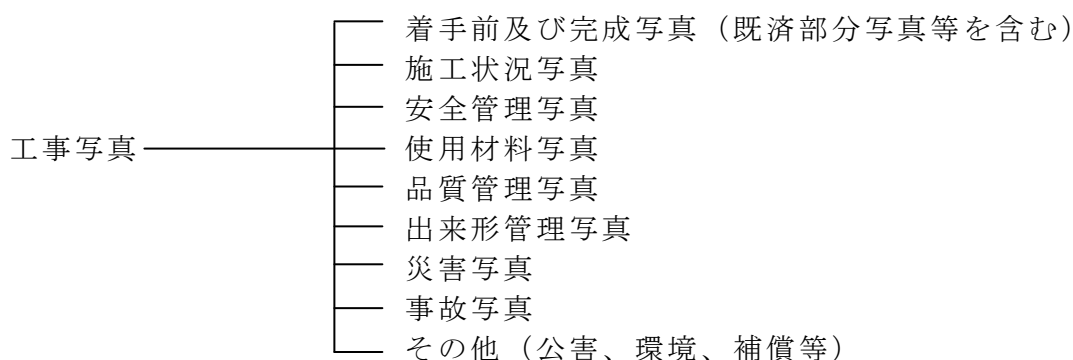 着手前及び完成写真（既済部分写真等を含む）
施工状況写真
安全管理写真
工事写真
使用材料写真
品質管理写真
出来形管理写真
災害写真
事故写真
その他（公害、環境、補償等）